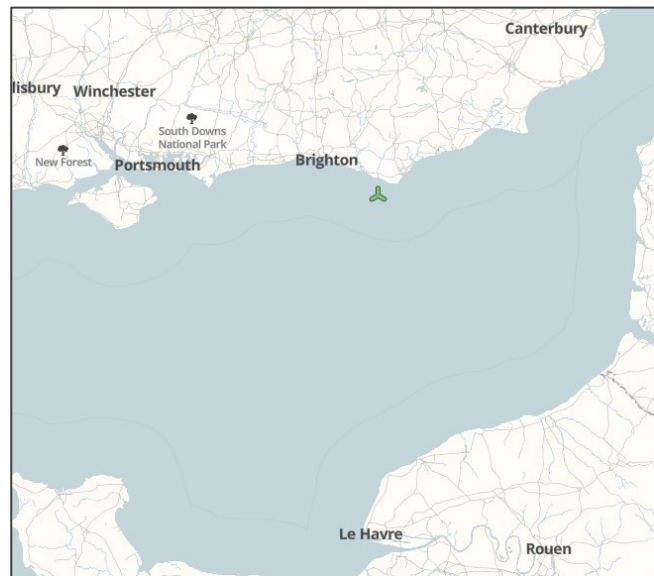 Canterbury
lisbury
Winchester
South Downs
National Park
New Forest
Portsmouth
Brighton
Le Havre
Rouen